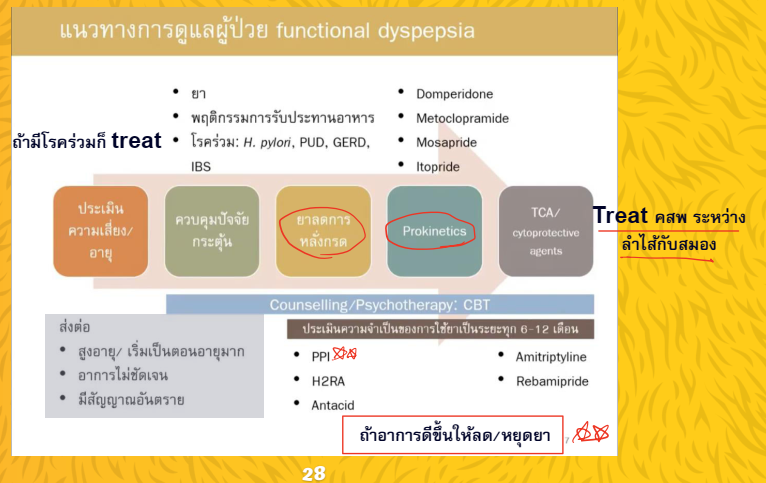 แนวทางการดูแลผู้ป่วย functional dyspepsia
• ยา
• พฤติกรรมการรับประทานอาหาร
• โรคร่วม: H. pylori, PUD, GERD,
IBS
• Domperidone
• Metoclopramide
• Mosapride
• Itopride
ถ้ามีโรคร่วมก็ treat
ประเมิน
ความเสี่ยง/
อายุ
ควบคุมปัจจัย
กระตุ้น
ยาลดการ
หลั่งกรด
Prokinetics
TCA/
cytoprotective
agents
Treat คสพ ระหว่าง
ลำไส้กับสมอง
Counselling/Psychotherapy: CBT
ส่งต่อ
• สูงอายุ/ เริ่มเป็นตอนอายุมาก
• อาการไม่ชัดเจน
• มีสัญญาณอันตราย
ประเมินความจำเป็นของการใช้ยาเป็นระยะทุก 6-12 เดือน
• PPI
• H2RA
• Antacid
• Amitriptyline
• Rebamipride
ถ้าอาการดีขึ้นให้ลด/หยุดยา
28